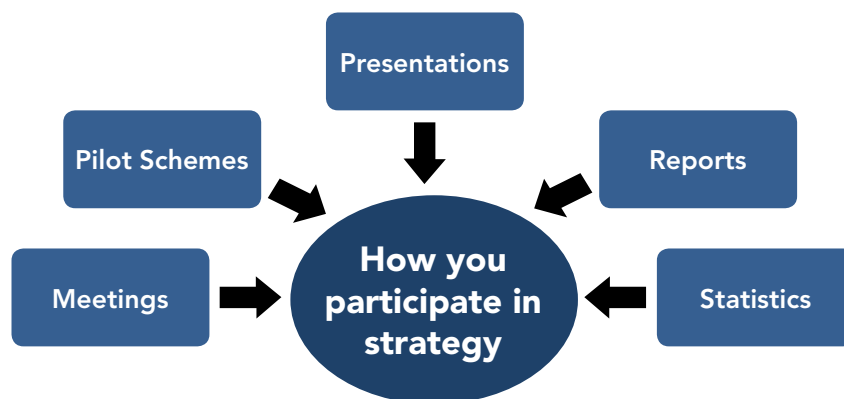 Presentations
Pilot Schemes
Reports
Meetings
How you
participate in
strategy
Statistics